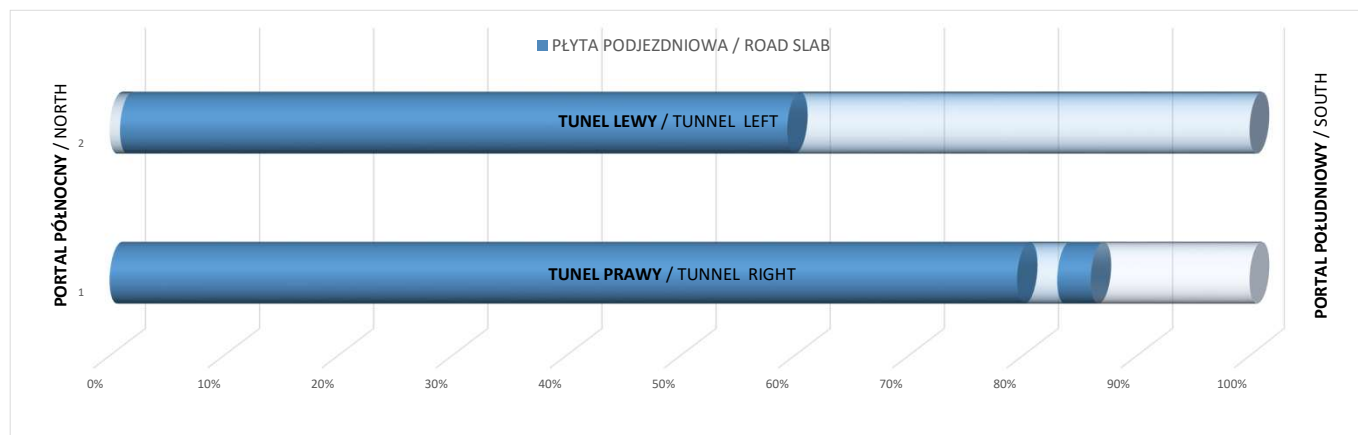 PŁYTA PODJEZDNIOWA / ROAD SLAB
PORTAL PÓŁNOCNY / NORTH
2
TUNEL LEWY / TUNNEL LEFT
1
TUNEL PRAWY / TUNNEL RIGHT
PORTAL POŁUDNIOWY / SOUTH
0% 10% 20% 30% 40% 50% 60% 70% 80% 90% 100%